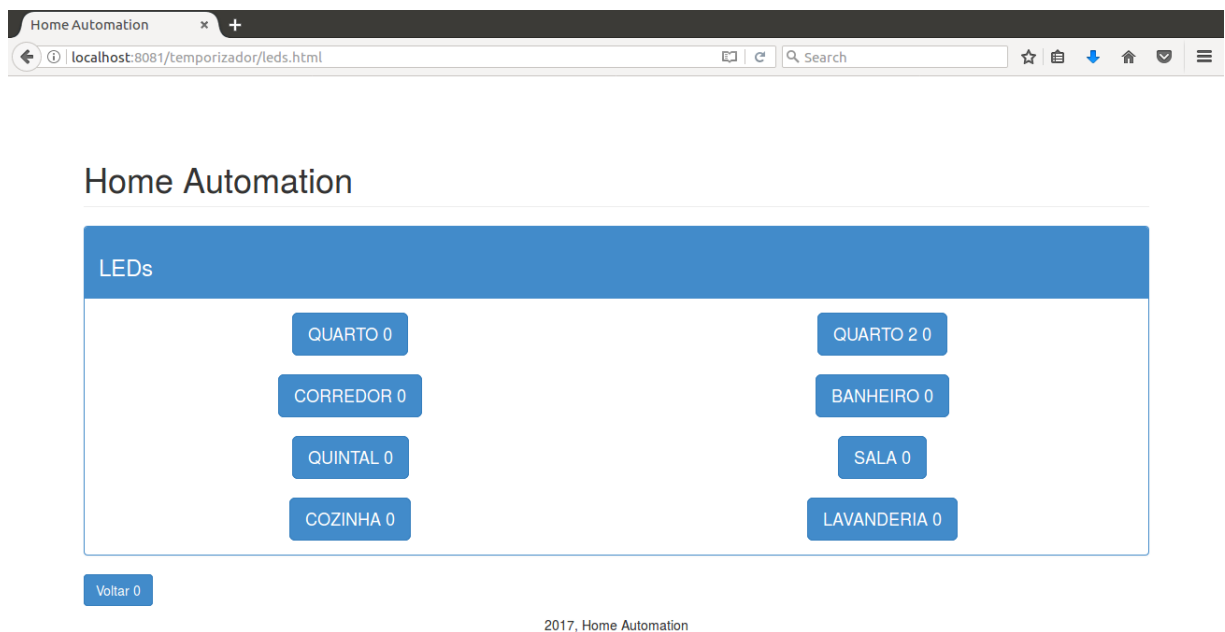 Home Automation
localhost:8081/temporizador/leds.html
Search
Home Automation
LEDs
QUARTO 0
QUARTO 2 0
CORREDOR 0
BANHEIRO 0
QUINTAL 0
SALA 0
COZINHA 0
LAVANDERIA 0
Voltar 0
2017, Home Automation